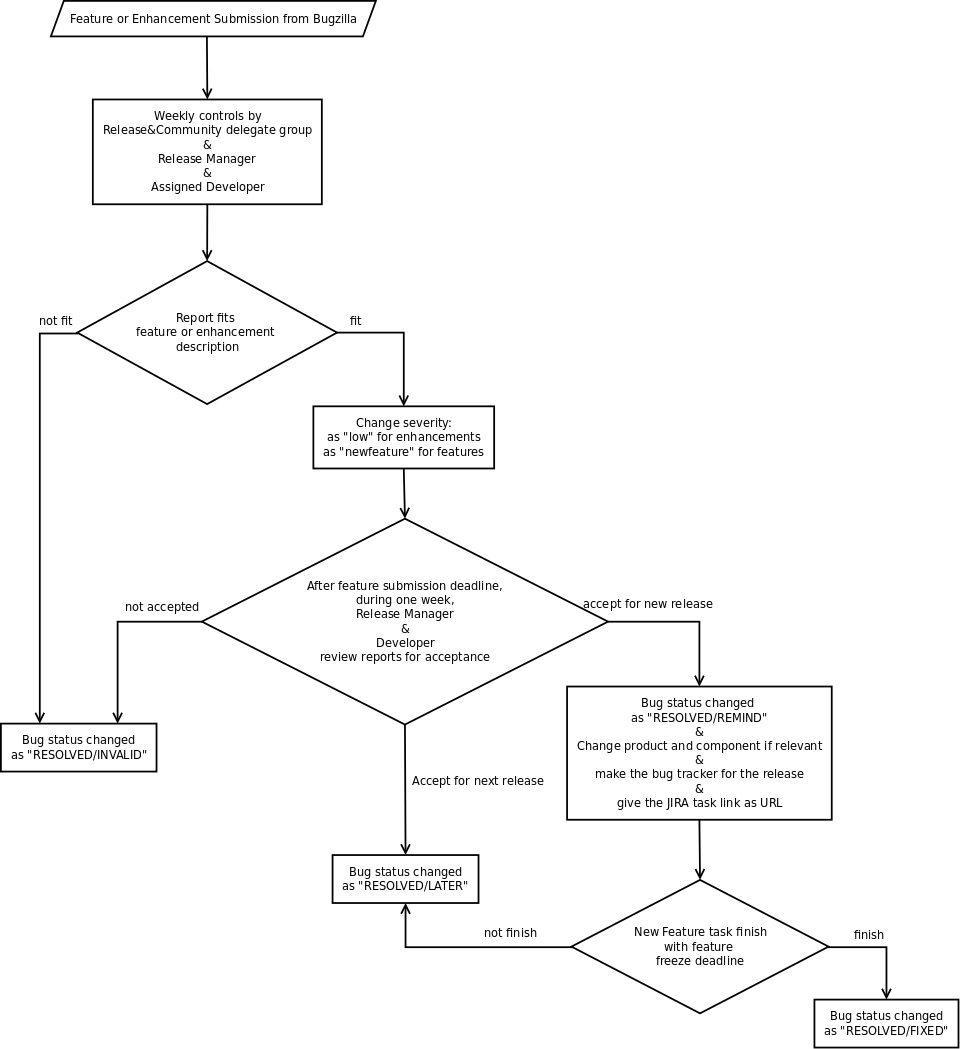 Feature or Enhancement Submission from Bugzilla
Weekly controls by
Release&Community delegate group
&
Release Manager
&
Assigned Developer
not fit
Report fits
feature or enhancement
description
fit
Change severity:
as "low" for enhancements
as "newfeature" for features
not accepted
After feature submission deadline,
during one week,
Release Manager
&
Developer
review reports for acceptance
accept for new release
Bug status changed
as "RESOLVED/INVALID"
Accept for next release
Bug status changed
as "RESOLVED/REMIND"
&
Change product and component if relevant
&
make the bug tracker for the release
&
give the JIRA task link as URL
Bug status changed
as "RESOLVED/LATER"
not finish
New Feature task finish
with feature
freeze deadline
finish
Bug status changed
as "RESOLVED/FIXED"